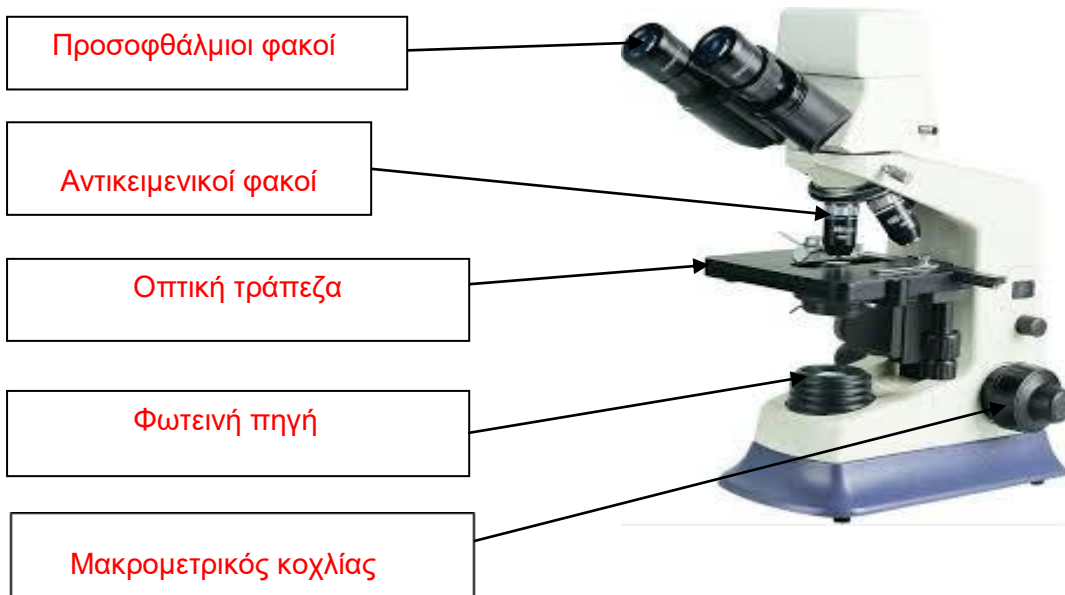 Προσοφθάλμιοι φακοί
Αντικειμενικοί φακοί
Οπτική τράπεζα
Φωτεινή πηγή
Μακρομετρικός κοχλίας